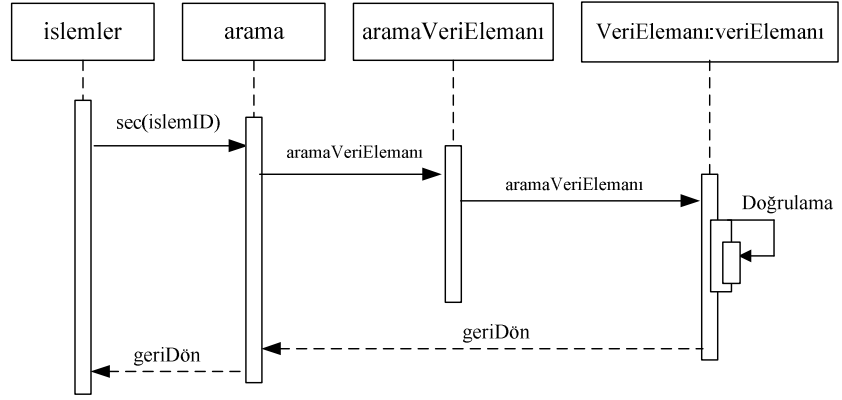 islemler
arama
aramaVeriElemanı
VeriElemanı:veriElemanı
sec(islemID)
aramaVeriElemanı
aramaVeriElemanı
Doğrulama
geriDön
geriDön